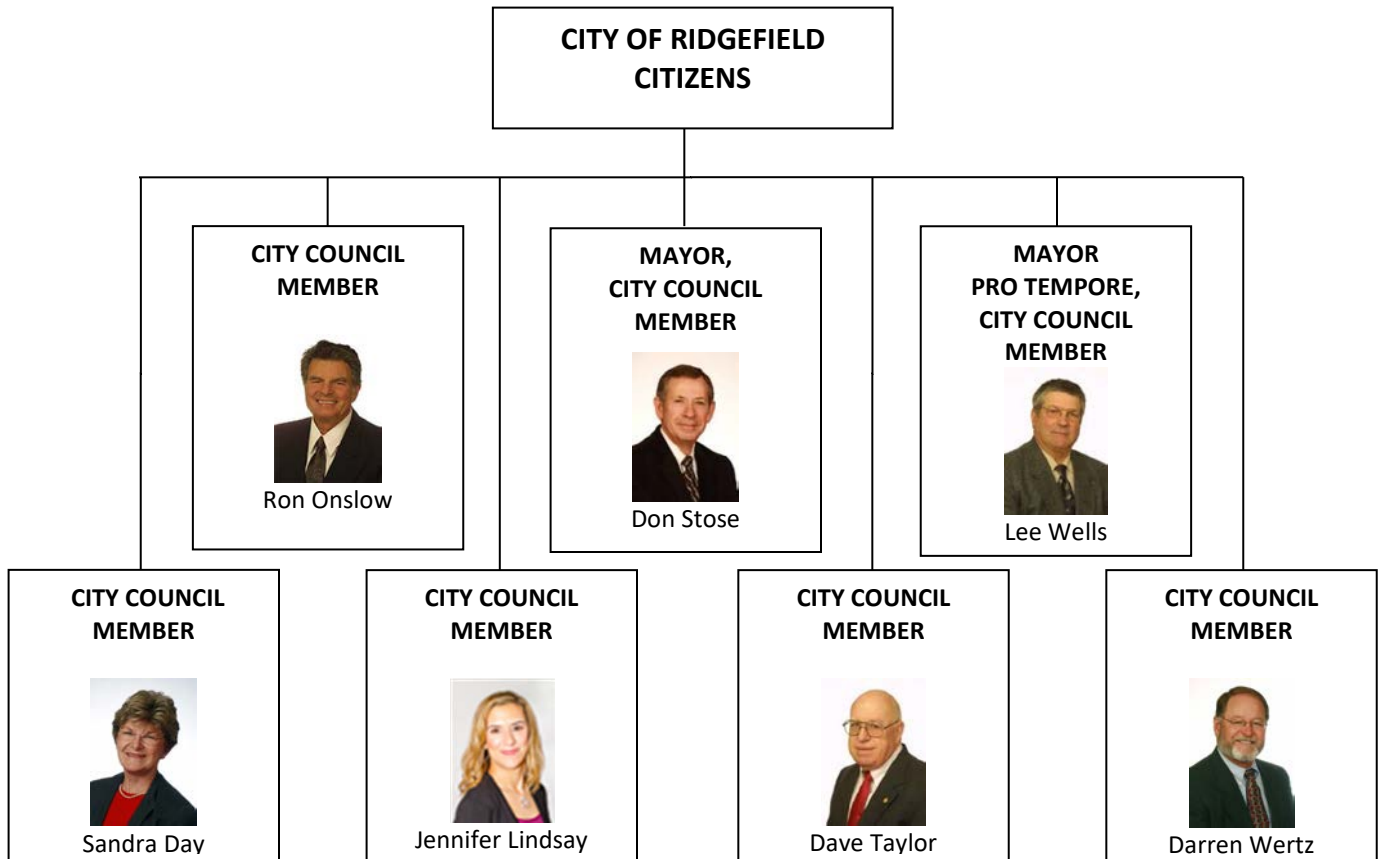 CITY OF RIDGEFIELD
CITIZENS
CITY COUNCIL
MEMBER
Ron Onslow
MAYOR,
CITY COUNCIL
MEMBER
Don Stose
MAYOR
PRO TEMPORE,
CITY COUNCIL
MEMBER
Lee Wells
CITY COUNCIL
MEMBER
Sandra Day
CITY COUNCIL
MEMBER
Jennifer Lindsay
CITY COUNCIL
MEMBER
Dave Taylor
CITY COUNCIL
MEMBER
Darren Wertz